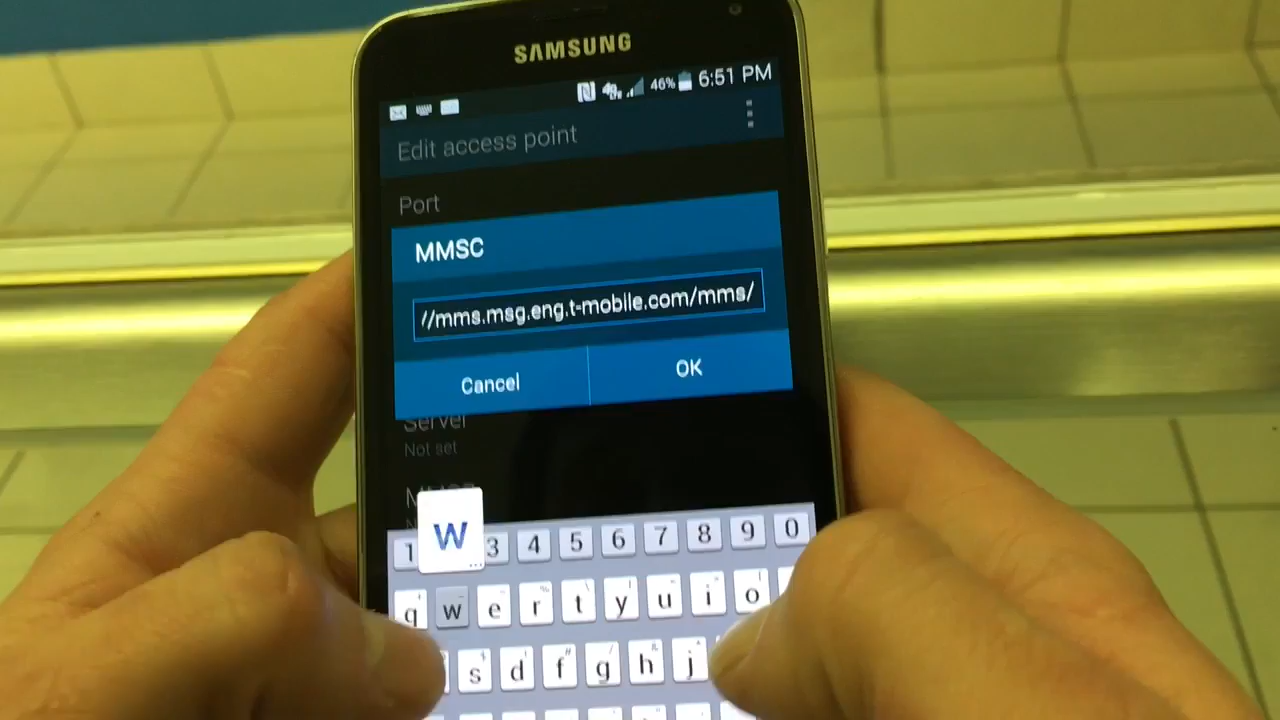 SAMSUNG
46% 6:51 PM
Edit access point
Port
MMSC
//mms.msg.eng.t-mobile.com/mms/
Cancel OK
Server
Not set
W
1 3 4 5 6 7 8 9 0
q w e r t y u i o
s d f g h j